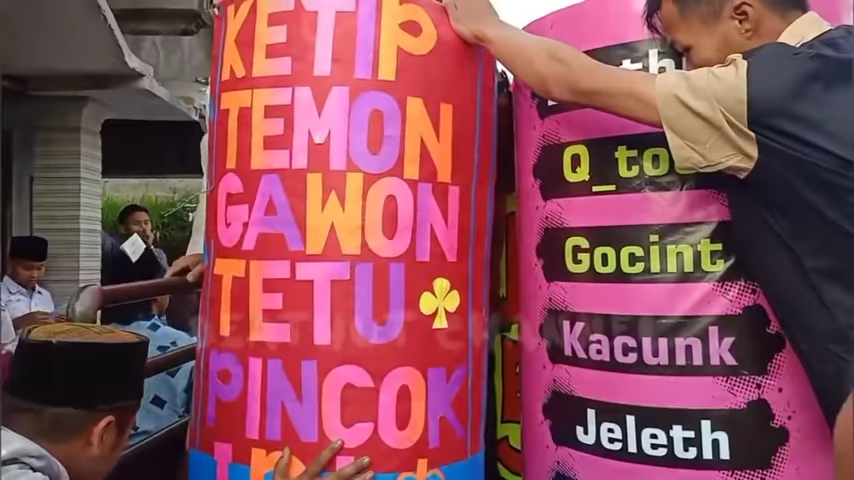 KETIP
TEMON
GAWON
TETU
PINCOK
Q_to
Gocint
Kacunk
Jeleth